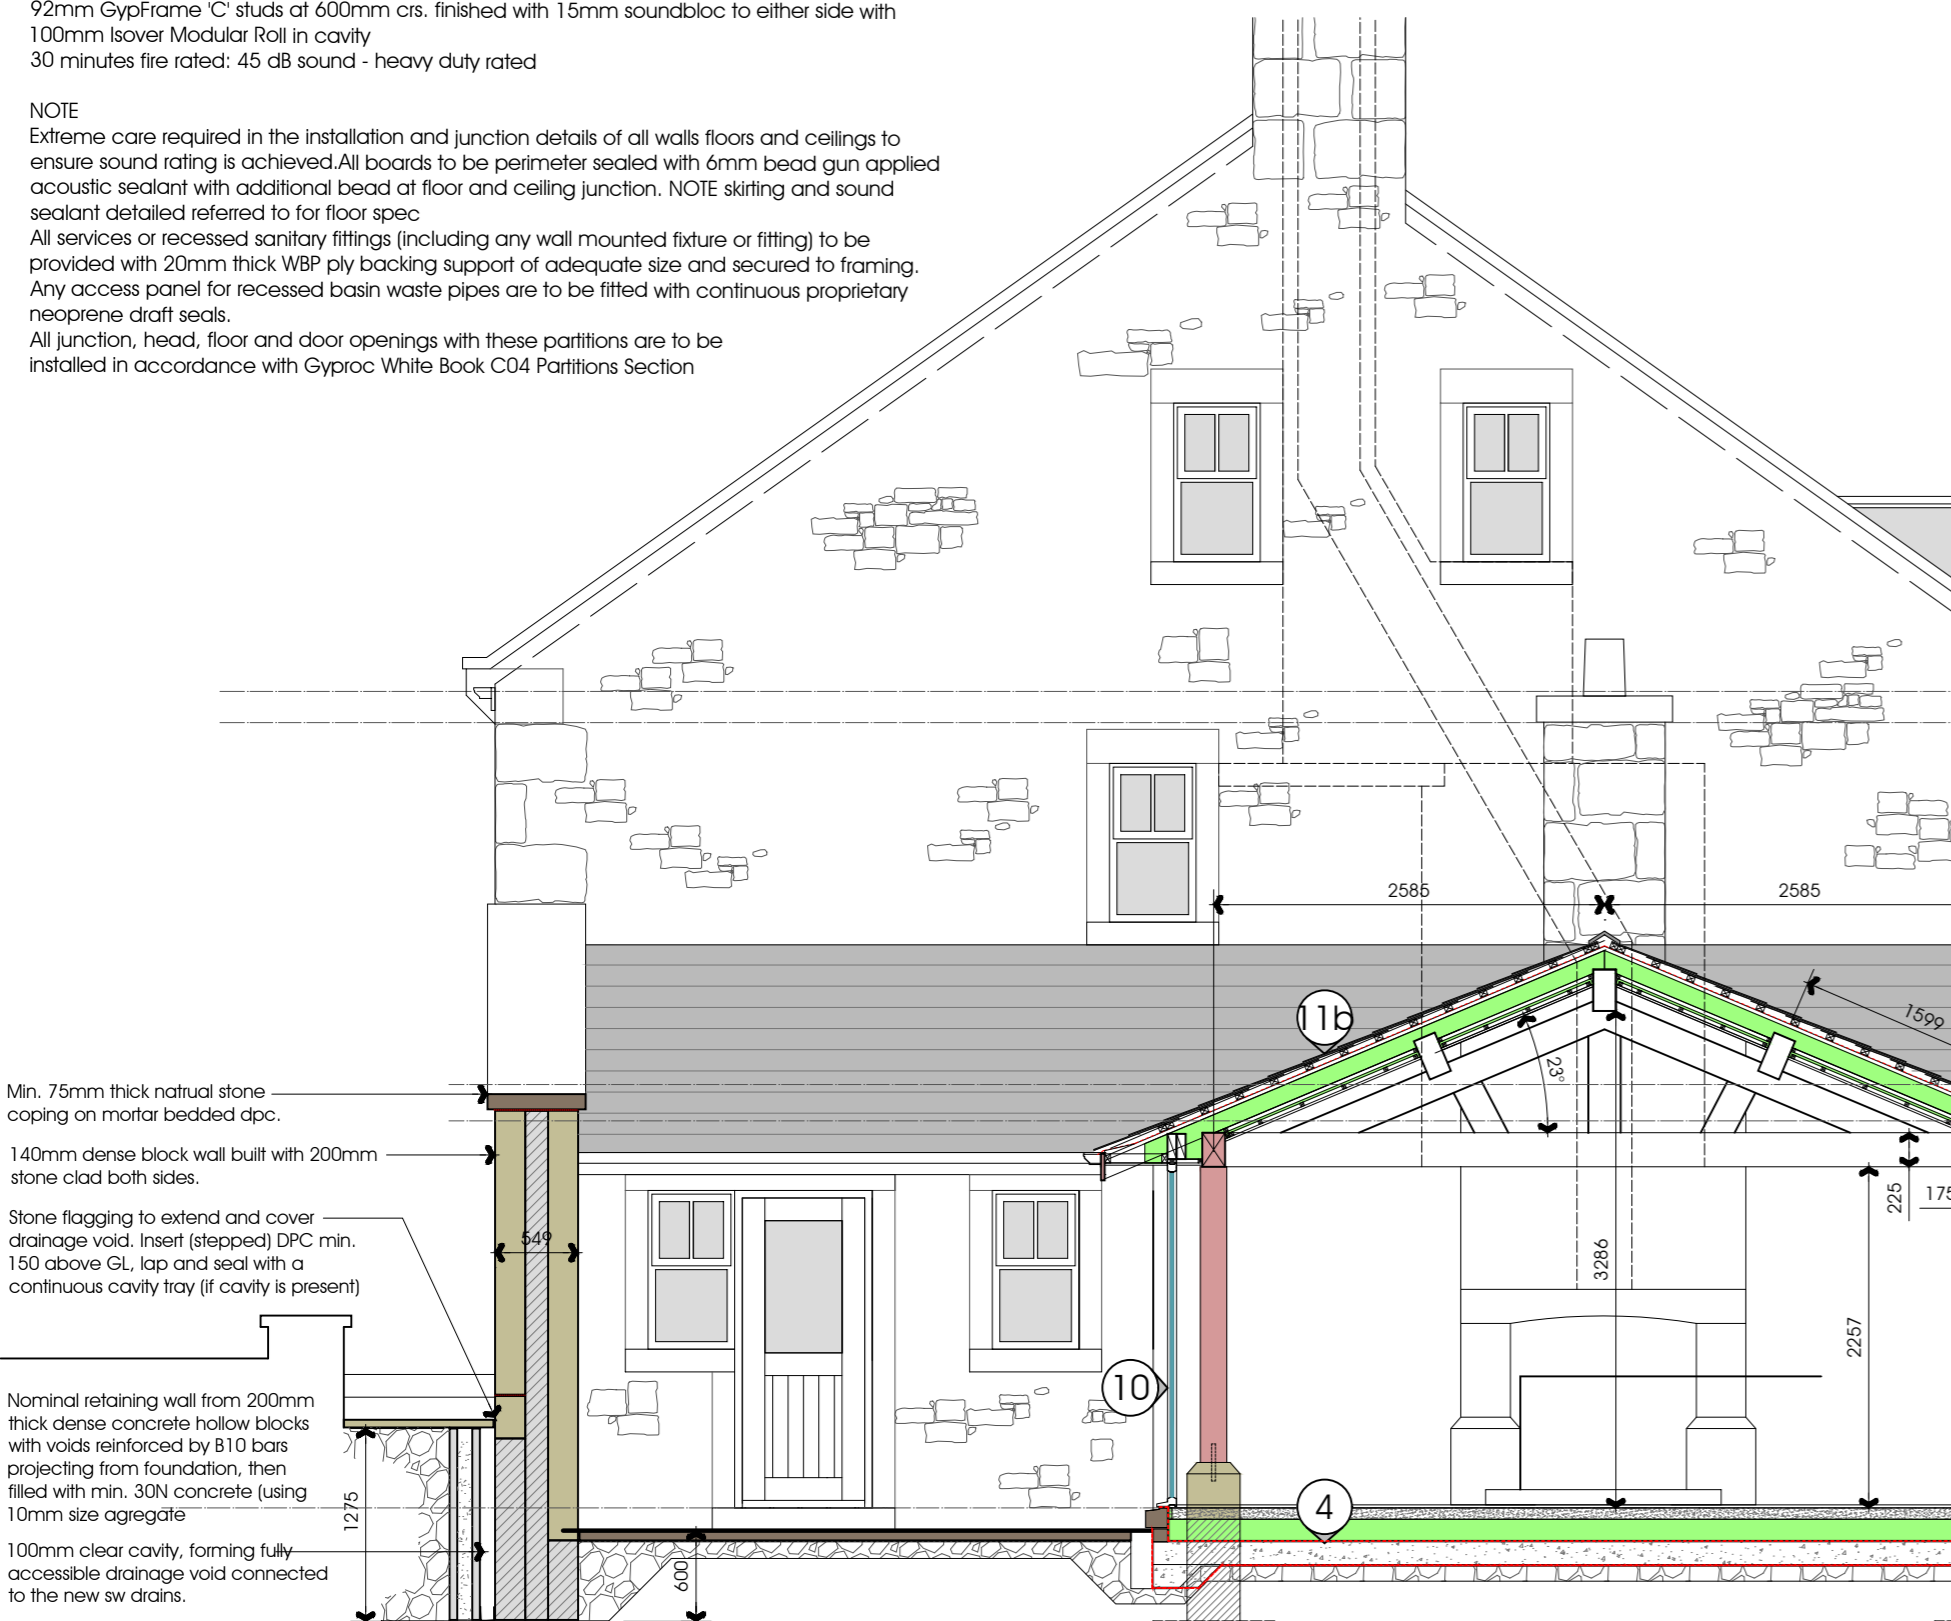 92mm GypFrame 'C' studs at 600mm crs. finished with 15mm soundbloc to either side with
100mm Isover Modular Roll in cavity
30 minutes fire rated: 45 dB sound - heavy duty rated
NOTE
Extreme care required in the installation and junction details of all walls floors and ceilings to
ensure sound rating is achieved.All boards to be perimeter sealed with 6mm bead gun applied
acoustic sealant with additional bead at floor and ceiling junction. NOTE skirting and sound
sealant detailed referred to for floor spec
All services or recessed sanitary fittings (including any wall mounted fixture or fitting) to be
provided with 20mm thick WBP ply backing support of adequate size and secured to framing.
Any access panel for recessed basin waste pipes are to be fitted with continuous proprietary
neoprene draft seals.
All junction, head, floor and door openings with these partitions are to be
installed in accordance with Gyproc White Book C04 Partitions Section
2585
2585
11b
1599
23°
Min. 75mm thick natrual stone
coping on mortar bedded dpc.
140mm dense block wall built with 200mm
stone clad both sides.
Stone flagging to extend and cover
drainage void. Insert (stepped) DPC min.
150 above GL, lap and seal with a
continuous cavity tray (if cavity is present)
549
225
175
3286
2257
10
Nominal retaining wall from 200mm
thick dense concrete hollow blocks
with voids reinforced by B10 bars
projecting from foundation, then
filled with min. 30N concrete (using
10mm size agregate
1275
4
100mm clear cavity, forming fully
accessible drainage void connected
to the new sw drains.
600